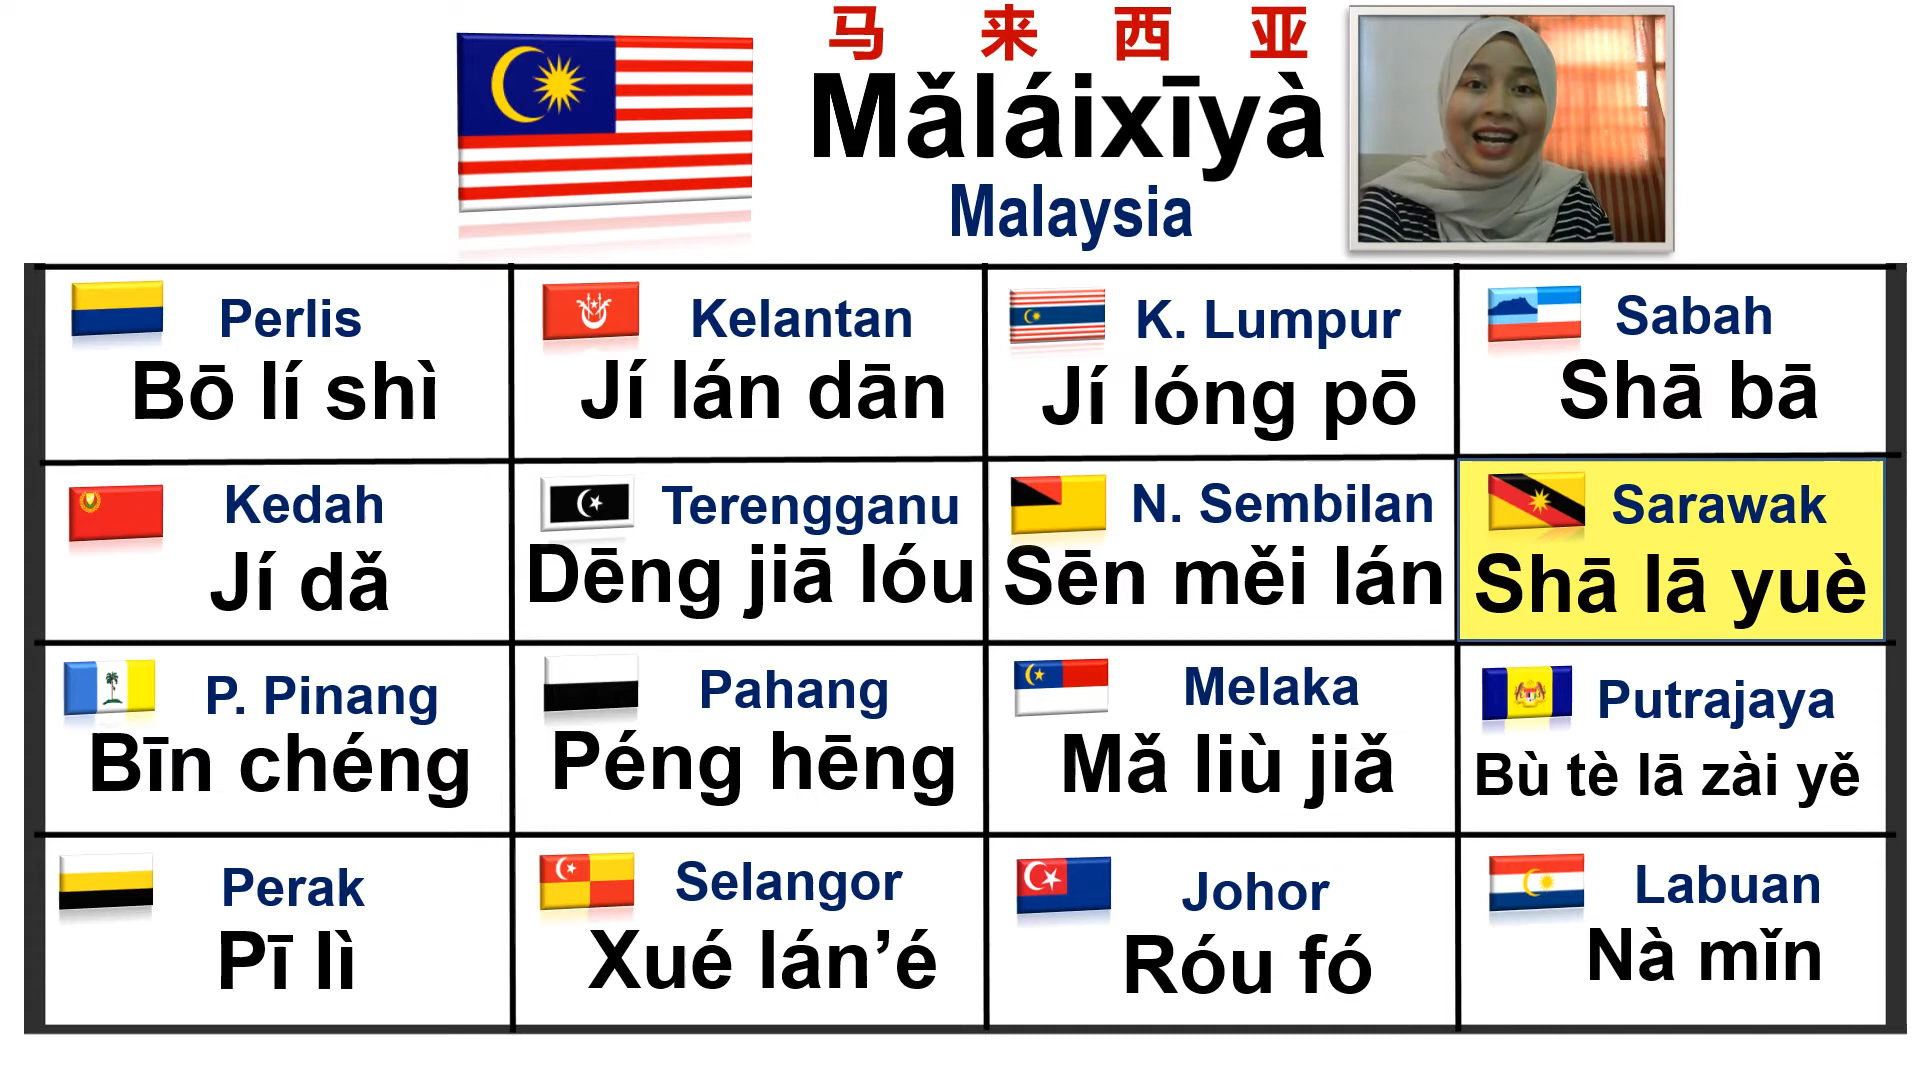 马来西亚
Mǎláixīyà
Malaysia
Perlis
Bō lí shì
Kelantan
Jí lán dān
K. Lumpur
Jí lóng pō
Sabah
Shā bā
Kedah
Jí dǎ
Terengganu
Dēng jiā lóu
N. Sembilan
Sēn měi lán
Sarawak
Shā lā yuè
P. Pinang
Bīn chéng
Pahang
Péng hēng
Melaka
Mǎ liù jiǎ
Putrajaya
Bù tè lā zài yě
Perak
Pī lì
Selangor
Xué lán’é
Johor
Róu fó
Labuan
Nà mǐn